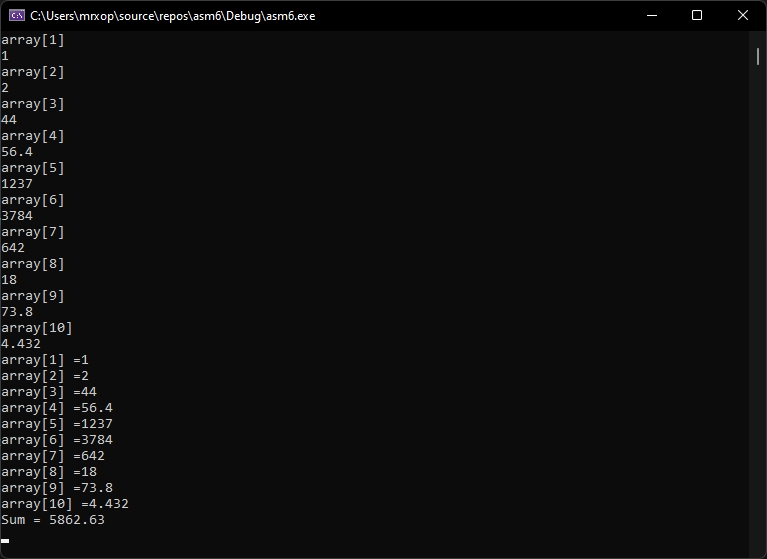 C:\Users\mrxop\source\repos\asm6\Debug\asm6.exe
array[1]
1
array[2]
2
array[3]
44
array[4]
56.4
array[5]
1237
array[6]
3784
array[7]
642
array[8]
18
array[9]
73.8
array[10]
4.432
array[1] =1
array[2] =2
array[3] =44
array[4] =56.4
array[5] =1237
array[6] =3784
array[7] =642
array[8] =18
array[9] =73.8
array[10] =4.432
Sum = 5862.63